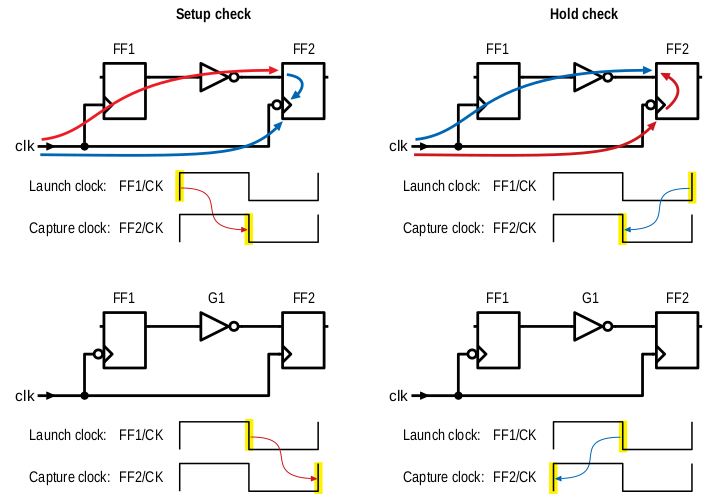 Setup check
Hold check
FF1 FF2
FF1 FF2
clk
clk
Launch clock: FF1/CK
Launch clock: FF1/CK
Capture clock: FF2/CK
Capture clock: FF2/CK
FF1 G1 FF2
FF1 G1 FF2
clk
clk
Launch clock: FF1/CK
Launch clock: FF1/CK
Capture clock: FF2/CK
Capture clock: FF2/CK